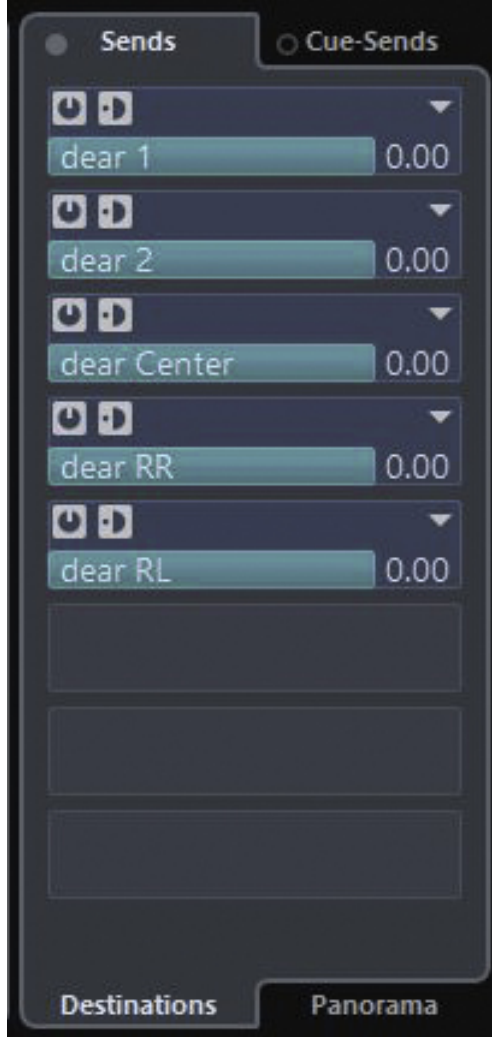 Sends
Cue-Sends
dear 1 0.00
dear 2 0.00
dear Center 0.00
dear RR 0.00
dear RL 0.00
Destinations
Panorama